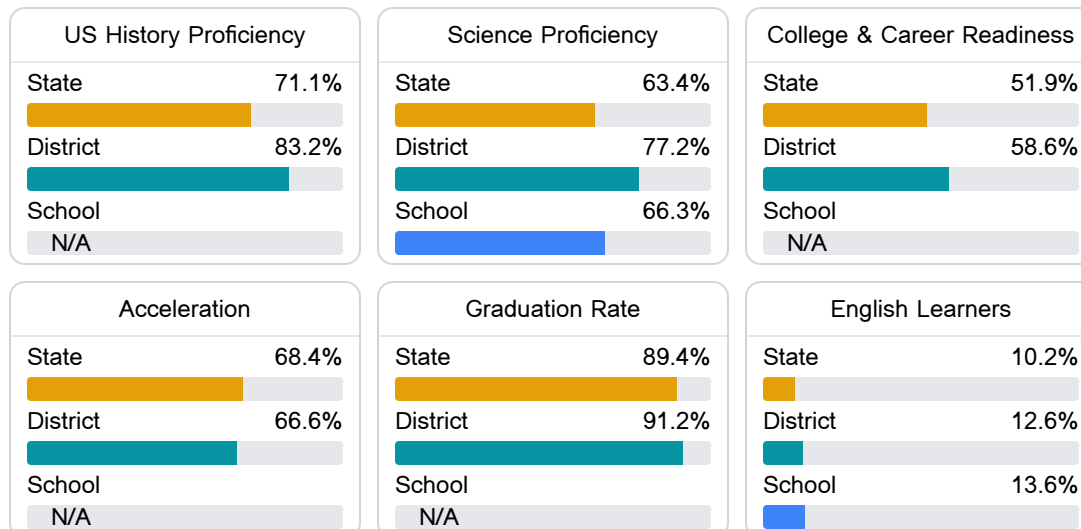 US History Proficiency
State 71.1%
District 83.2%
School
N/A
Science Proficiency
State 63.4%
District 77.2%
School 66.3%
College & Career Readiness
State 51.9%
District 58.6%
School
N/A
Acceleration
State 68.4%
District 66.6%
School
N/A
Graduation Rate
State 89.4%
District 91.2%
School
N/A
English Learners
State 10.2%
District 12.6%
School 13.6%